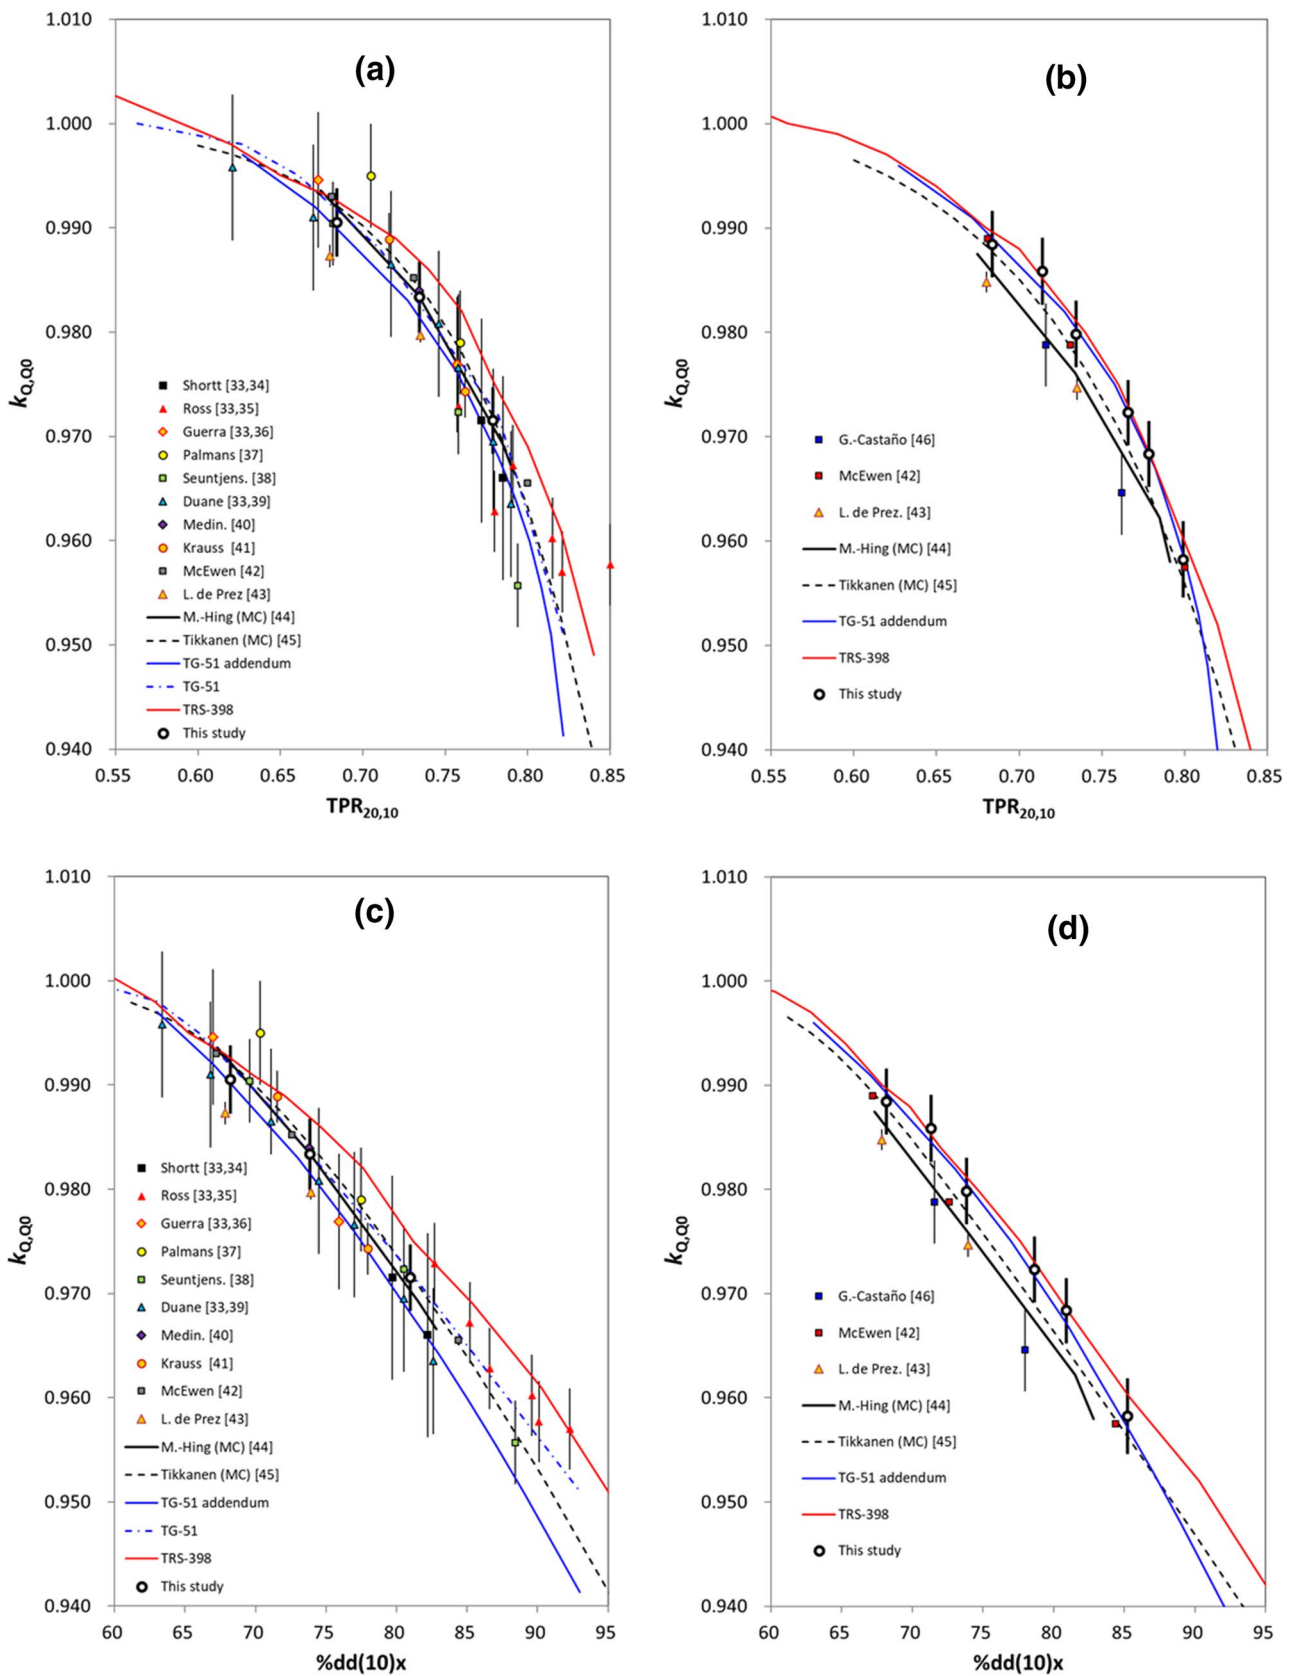 (a)
1.010
1.000
0.990
0.980
0.970
0.960
0.950
0.940
kQ,Q0
Shortt [33,34]
Ross [33,35]
Guerra [33,36]
Palmans [37]
Seuntjens. [38]
Duane [33,39]
Medin. [40]
Krauss [41]
McEwen [42]
L. de Prez [43]
M.-Hing (MC) [44]
Tikkanen (MC) [45]
TG-51 addendum
TG-51
TRS-398
This study
0.55 0.60 0.65 0.70 0.75 0.80 0.85
TPR20,10
(b)
1.010
1.000
0.990
0.980
0.970
0.960
0.950
0.940
kQ,Q0
G.-Castaño [46]
McEwen [42]
L. de Prez. [43]
M.-Hing (MC) [44]
Tikkanen (MC) [45]
TG-51 addendum
TRS-398
This study
0.55 0.60 0.65 0.70 0.75 0.80 0.85
TPR20,10
(c)
1.010
1.000
0.990
0.980
0.970
0.960
0.950
0.940
kQ,Q0
Shortt [33,34]
Ross [33,35]
Guerra [33,36]
Palmans [37]
Seuntjens. [38]
Duane [33,39]
Medin. [40]
Krauss [41]
McEwen [42]
L. de Prez [43]
M.-Hing (MC) [44]
Tikkanen (MC) [45]
TG-51 addendum
TG-51
TRS-398
This study
60 65 70 75 80 85 90 95
%dd(10)x
(d)
1.010
1.000
0.990
0.980
0.970
0.960
0.950
0.940
kQ,Q0
G.-Castaño [46]
McEwen [42]
L. de Prez. [43]
M.-Hing (MC) [44]
Tikkanen (MC) [45]
TG-51 addendum
TRS-398
This study
60 65 70 75 80 85 90 95
%dd(10)x